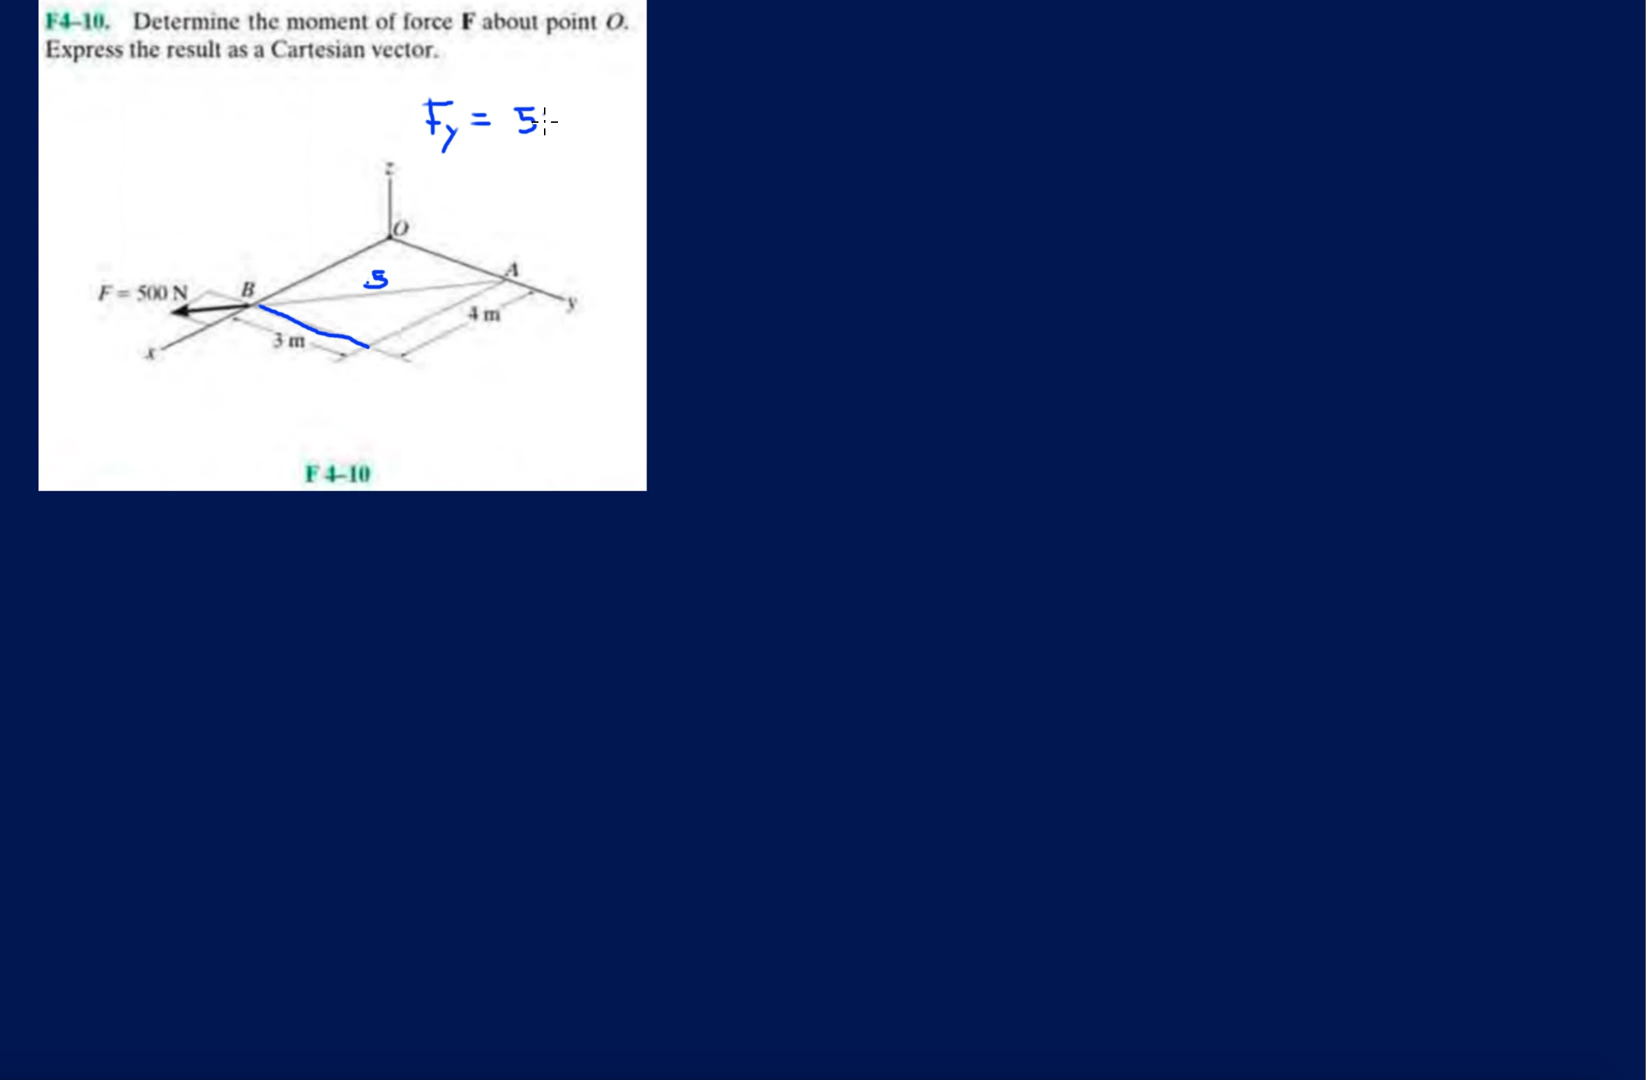 F4–10. Determine the moment of force F about point O.
Express the result as a Cartesian vector.
Fy = 5
z
O
5
A
F = 500 N
B
y
4 m
3 m
x
F 4–10